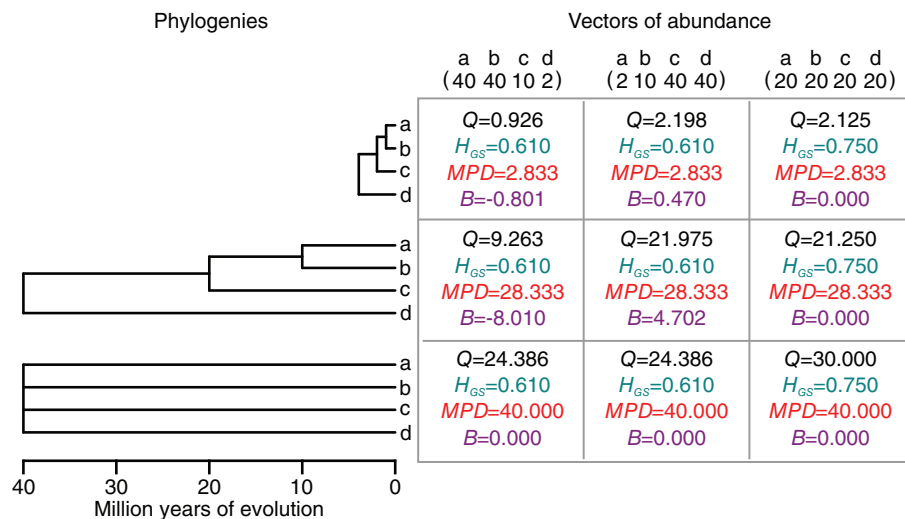 Phylogenies
Vectors of abundance
a b c d
(40 40 10 2)
a b c d
(2 10 40 40)
a b c d
(20 20 20 20)
a
b
c
d
Q=0.926
H_GS=0.610
MPD=2.833
B=-0.801
Q=2.198
H_GS=0.610
MPD=2.833
B=0.470
Q=2.125
H_GS=0.750
MPD=2.833
B=0.000
a
b
c
d
Q=9.263
H_GS=0.610
MPD=28.333
B=-8.010
Q=21.975
H_GS=0.610
MPD=28.333
B=4.702
Q=21.250
H_GS=0.750
MPD=28.333
B=0.000
a
b
c
d
Q=24.386
H_GS=0.610
MPD=40.000
B=0.000
Q=24.386
H_GS=0.610
MPD=40.000
B=0.000
Q=30.000
H_GS=0.750
MPD=40.000
B=0.000
40 30 20 10 0
Million years of evolution